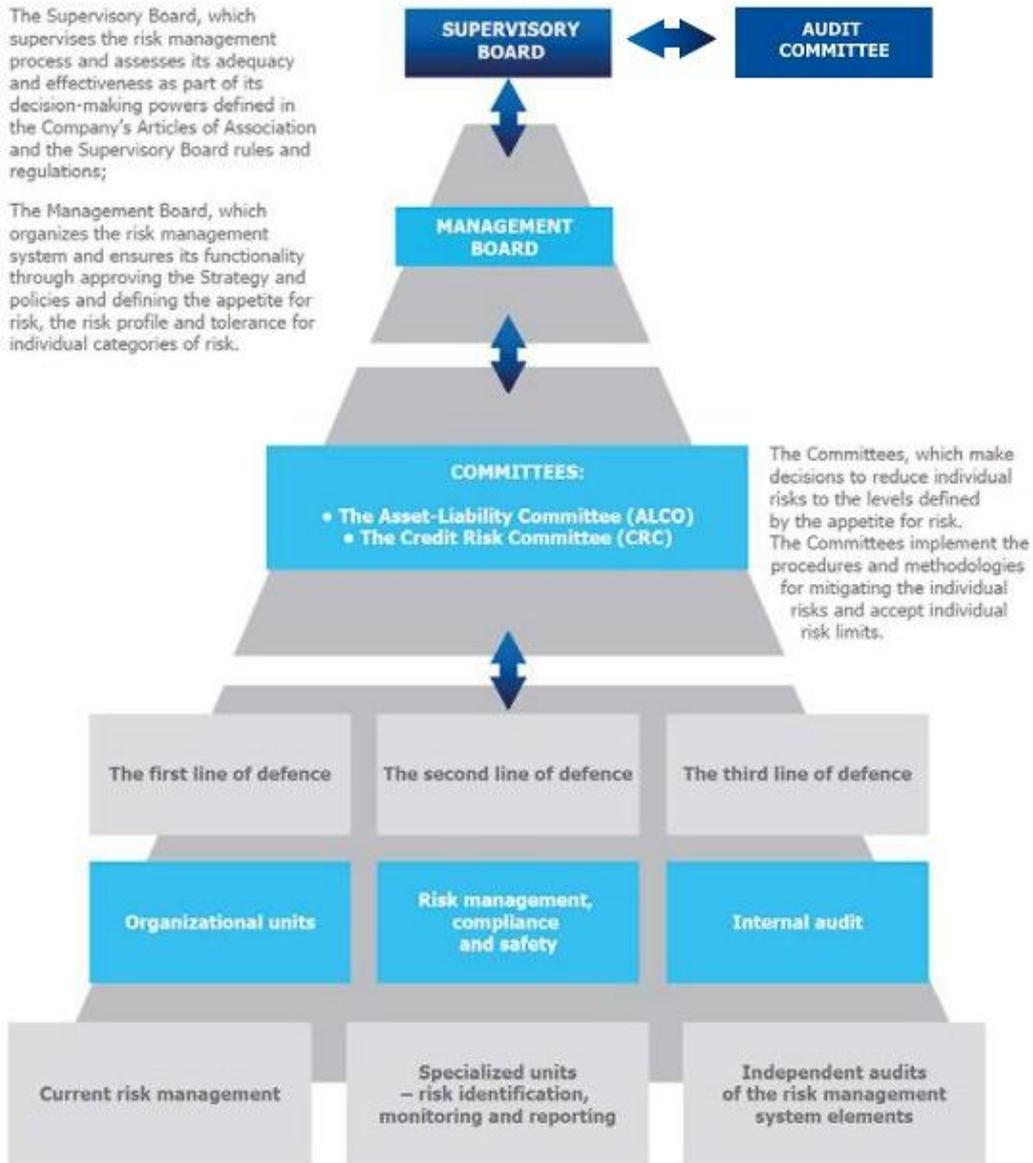 The Supervisory Board, which
supervises the risk management
process and assesses its adequacy
and effectiveness as part of its
decision-making powers defined in
the Company's Articles of Association
and the Supervisory Board rules and
regulations;
The Management Board, which
organizes the risk management
system and ensures its functionality
through approving the Strategy and
policies and defining the appetite for
risk, the risk profile and tolerance for
individual categories of risk.
SUPERVISORY
BOARD
AUDIT
COMMITTEE
MANAGEMENT
BOARD
COMMITTEES:
• The Asset-Liability Committee (ALCO)
• The Credit Risk Committee (CRC)
The Committees, which make
decisions to reduce individual
risks to the levels defined
by the appetite for risk.
The Committees implement the
procedures and methodologies
for mitigating the individual
risks and accept individual
risk limits.
The first line of defence
The second line of defence
The third line of defence
Organizational units
Risk management,
compliance
and safety
Internal audit
Current risk management
Specialized units
– risk identification,
monitoring and reporting
Independent audits
of the risk management
system elements